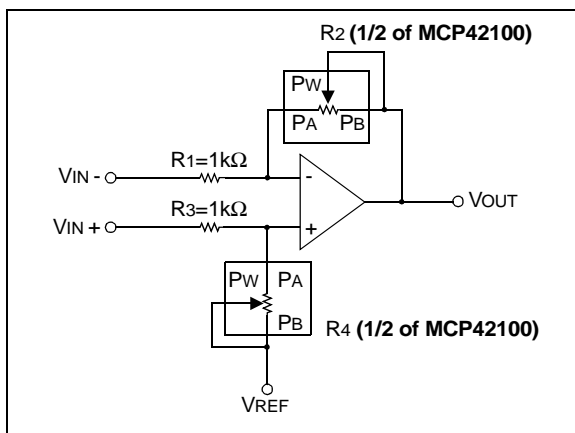 R2 (1/2 of MCP42100)
PW
PA PB
R1=1kΩ
VIN -
-
VOUT
R3=1kΩ
VIN +
+
PW PA
PB
R4 (1/2 of MCP42100)
VREF